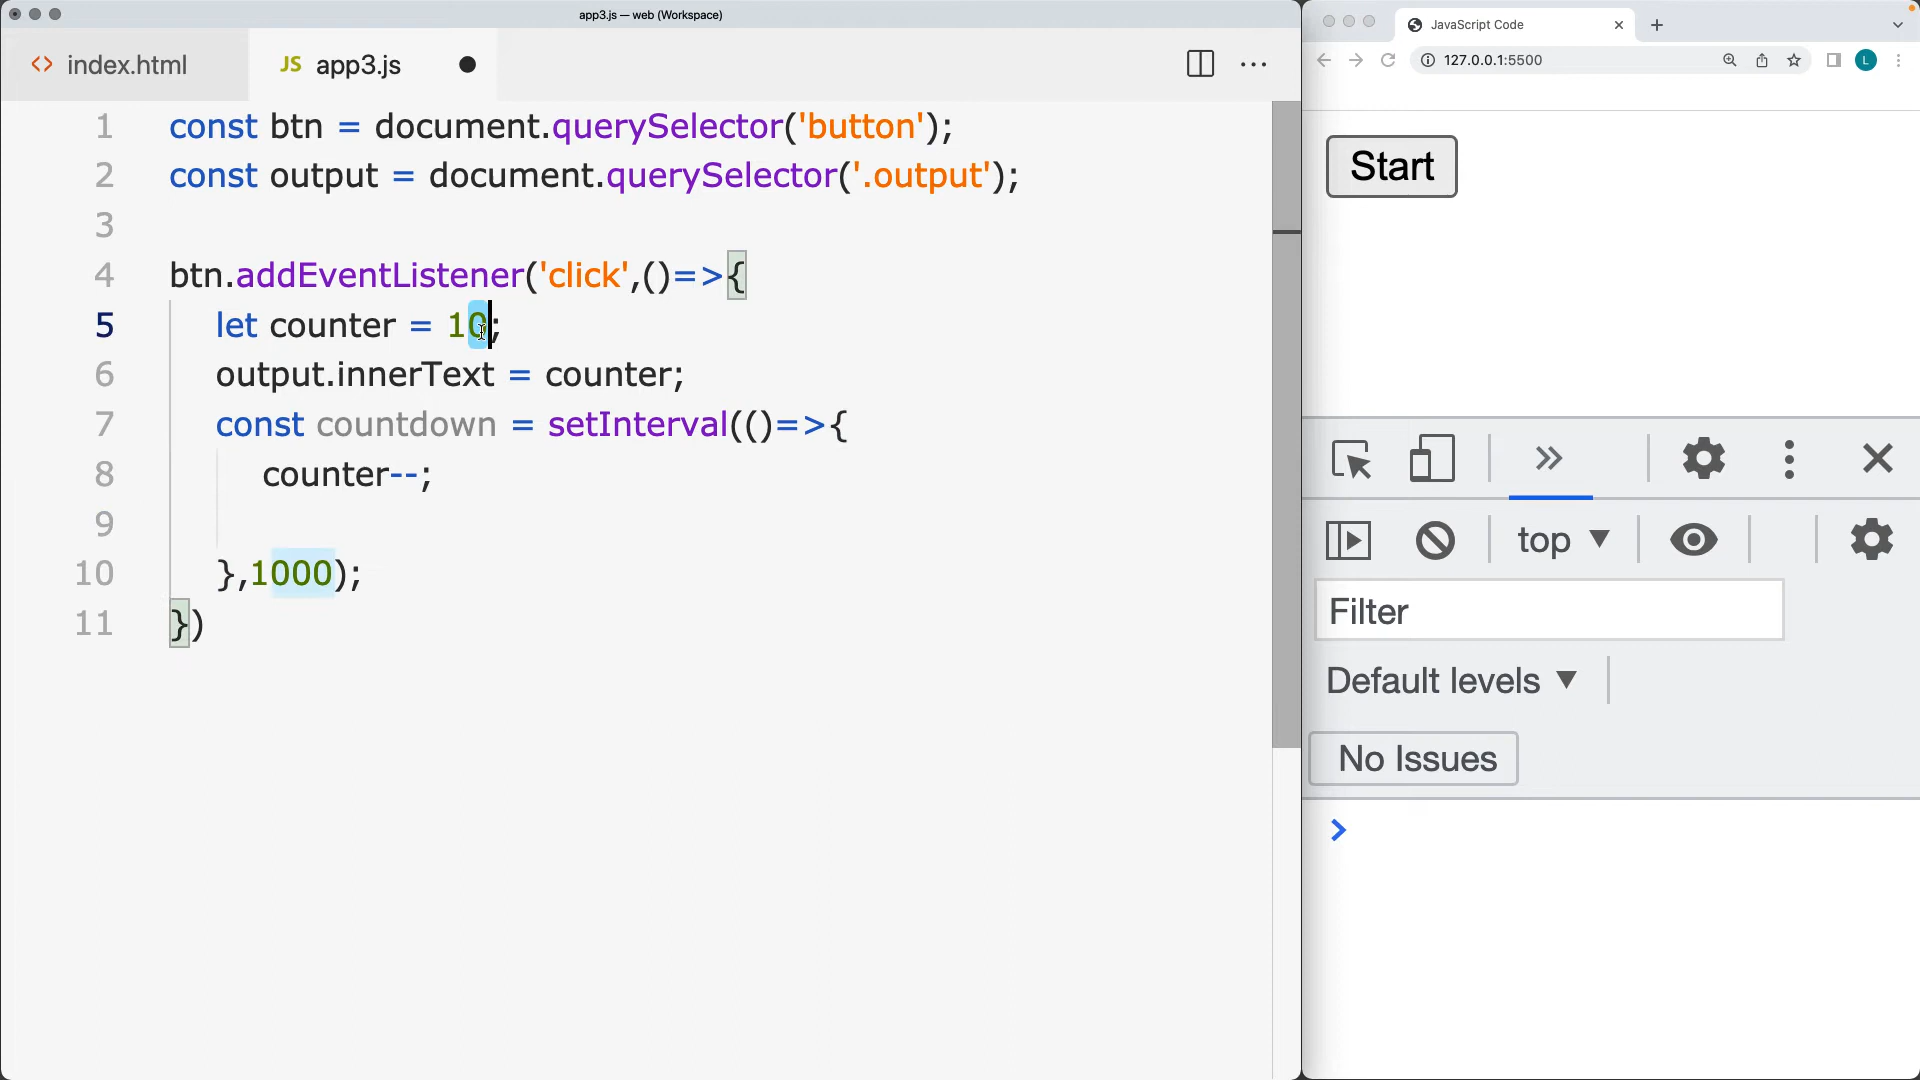 app3.js — web (Workspace)
index.html
JS app3.js
1 const btn = document.querySelector('button');
2 const output = document.querySelector('.output');
3
4 btn.addEventListener('click',()=>{
5 let counter = 10;
6 output.innerText = counter;
7 const countdown = setInterval(()=>{
8 counter--;
9
10 },1000);
11 })
JavaScript Code
127.0.0.1:5500
L
Start
top
Filter
Default levels
No Issues